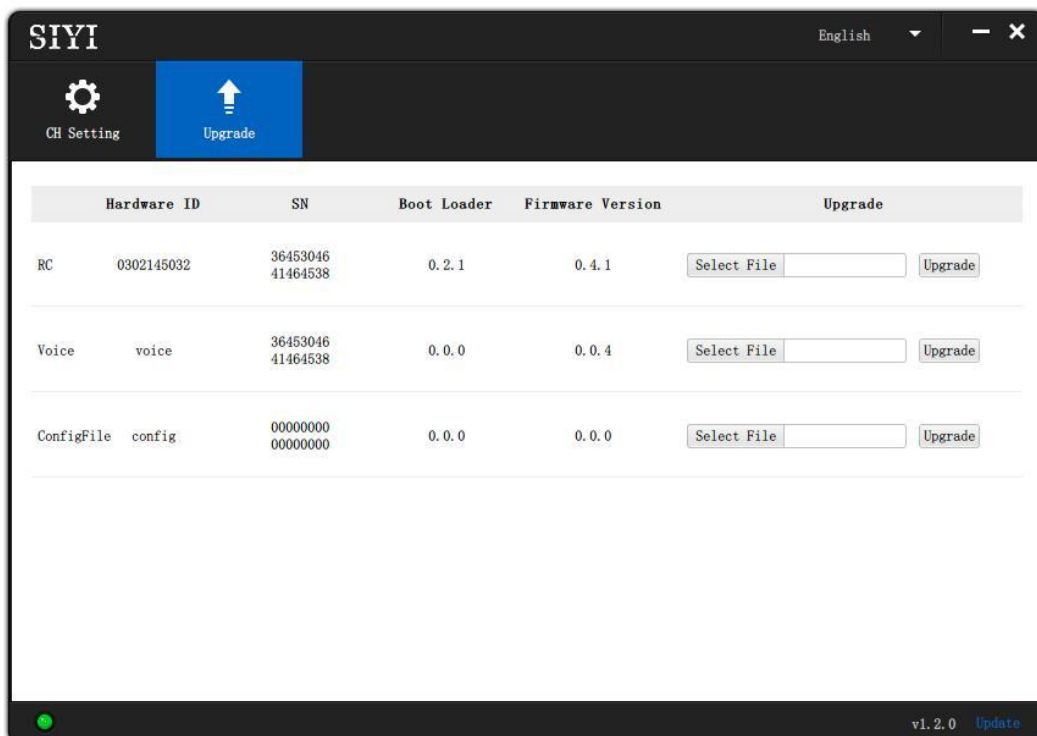 SIYI
English
CH Setting
Upgrade
Hardware ID SN Boot Loader Firmware Version Upgrade
RC 0302145032 36453046 0.2.1 0.4.1 Select File Upgrade
41464538
Voice voice 36453046 0.0.0 0.0.4 Select File Upgrade
41464538
ConfigFile config 00000000 0.0.0 0.0.0 Select File Upgrade
00000000
v1.2.0 Update